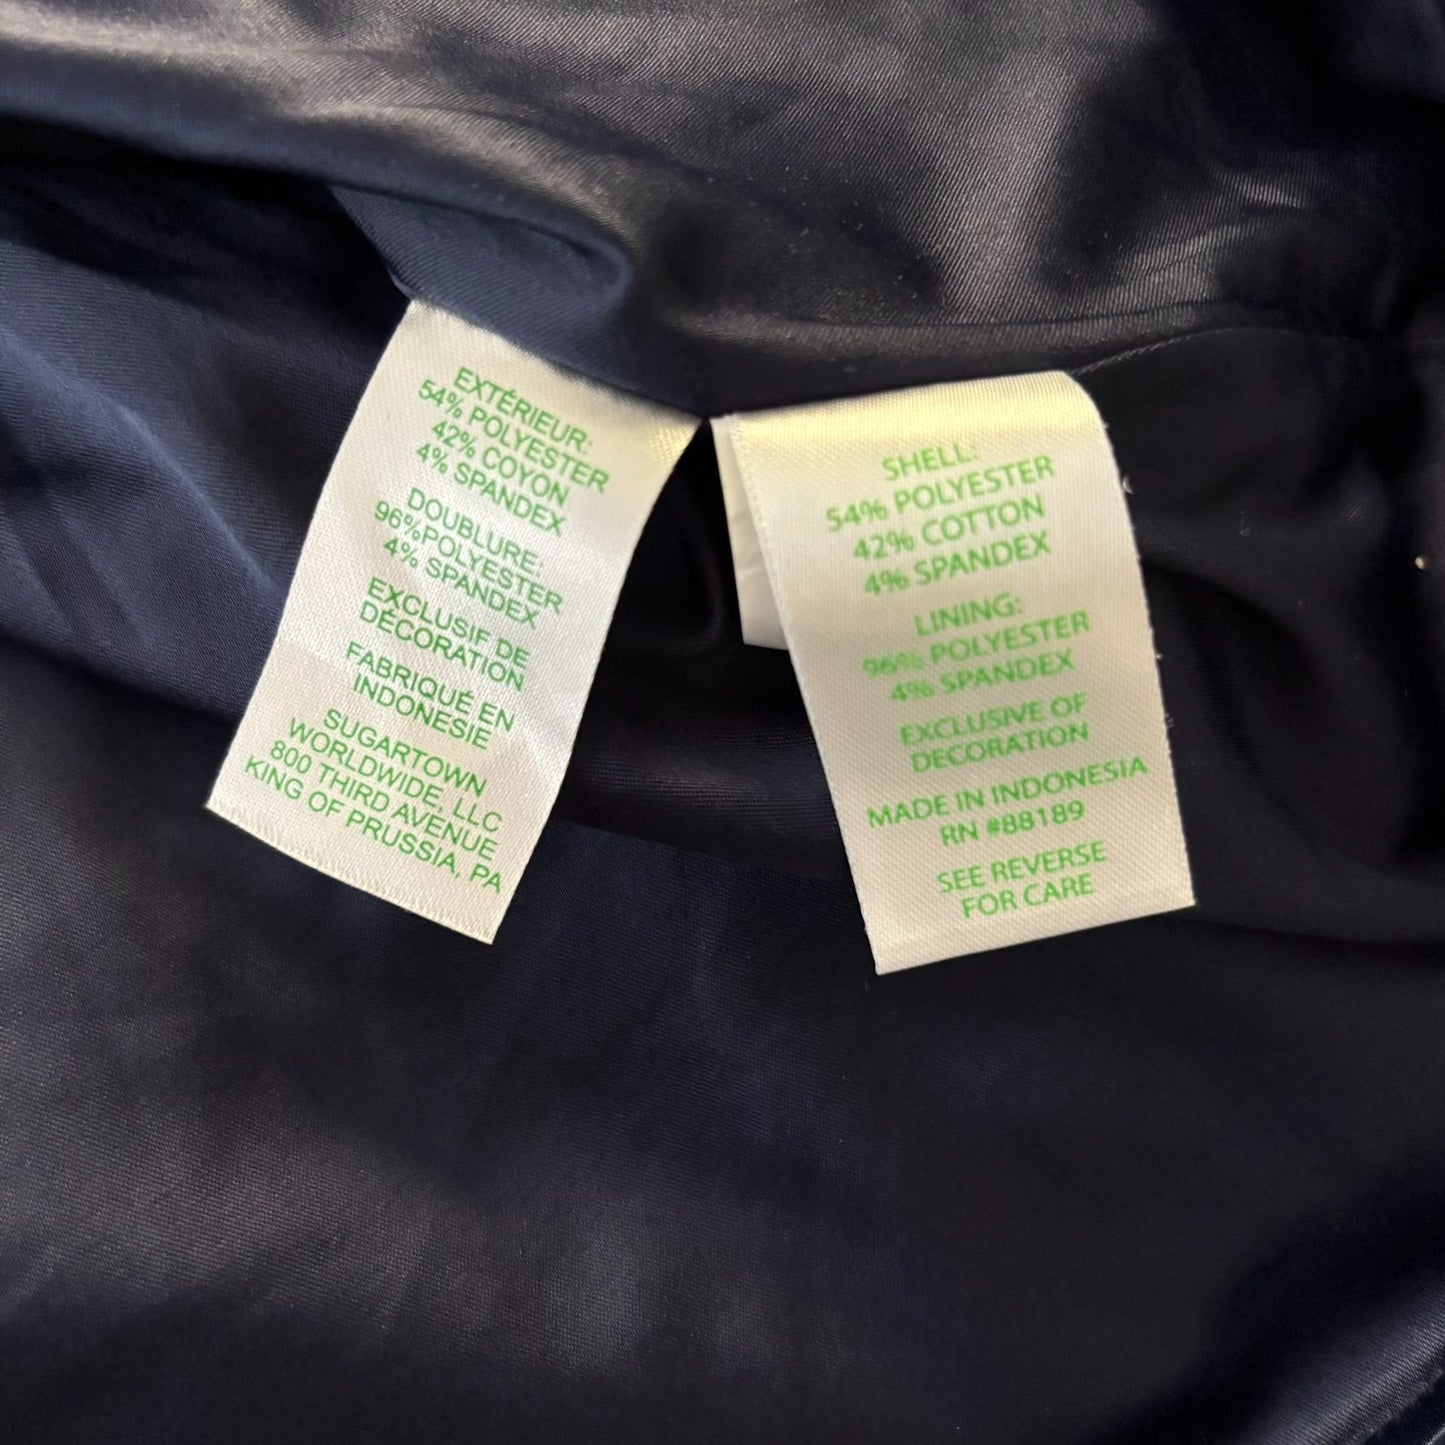 EXTÉRIEUR:
54% POLYESTER
42% COYON
4% SPANDEX
DOUBLURE:
96%POLYESTER
4% SPANDEX
EXCLUSIF DE
DÉCORATION
FABRIQUÉ EN
INDONESIE
SUGARTOWN
WORLDWIDE, LLC
800 THIRD AVENUE
KING OF PRUSSIA, PA
SHELL:
54% POLYESTER
42% COTTON
4% SPANDEX
LINING:
96% POLYESTER
4% SPANDEX
EXCLUSIVE OF
DECORATION
MADE IN INDONESIA
RN #88189
SEE REVERSE
FOR CARE